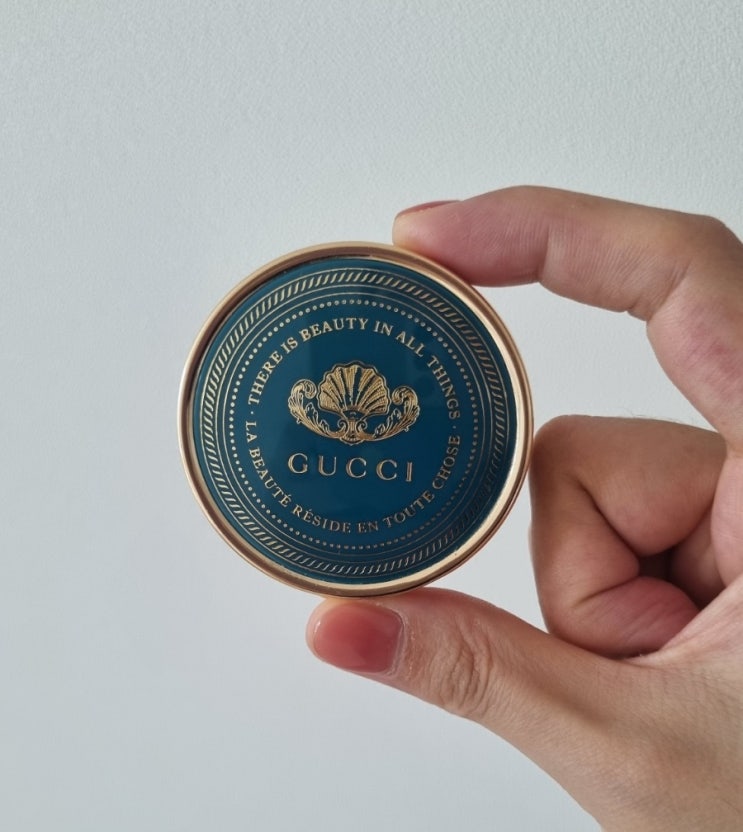 · THERE IS BEAUTY IN ALL THINGS ·
GUCCI
LA BEAUTÉ RÉSIDE EN TOUTE CHOSE